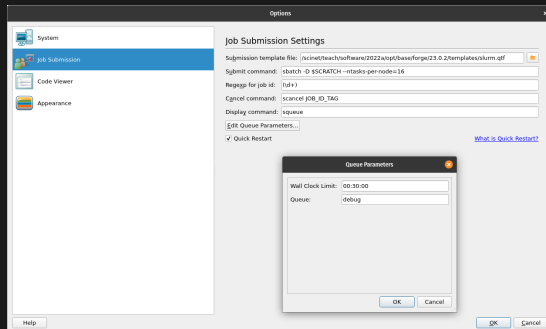 Options
System
Job Submission
Code Viewer
Appearance
Job Submission Settings
Submission template file: /scinet/teach/software/2022a/opt/base/forge/23.0.2/templates/slurm.qtf
Submit command: sbatch -D $SCRATCH --ntasks-per-node=16
Regexp for job id: (\d+)
Cancel command: scancel JOB_ID_TAG
Display command: squeue
Edit Queue Parameters...
Quick Restart
What is Quick Restart?
Queue Parameters
Wall Clock Limit: 00:30:00
Queue: debug
OK Cancel
Help
OK Cancel